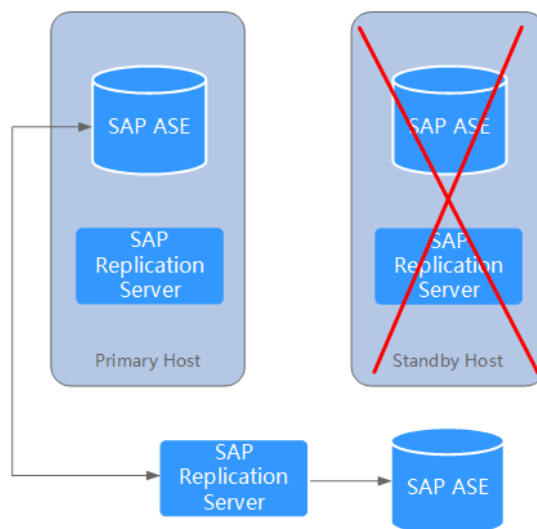 SAP ASE
SAP
Replication
Server
Primary Host
SAP ASE
SAP
Replication
Server
Standby Host
SAP
Replication
Server
SAP ASE